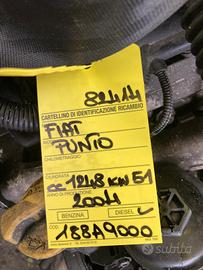 82414
CARTELLINO DI IDENTIFICAZIONE RICAMBIO
FIAT
PUNTO
CHILOMETRAGGIO
CILINDRATA
cc 1248 KW 51
ANNO DI PRODUZIONE
2004
BENZINA DIESEL ✓
COD. 188A9000
Subito